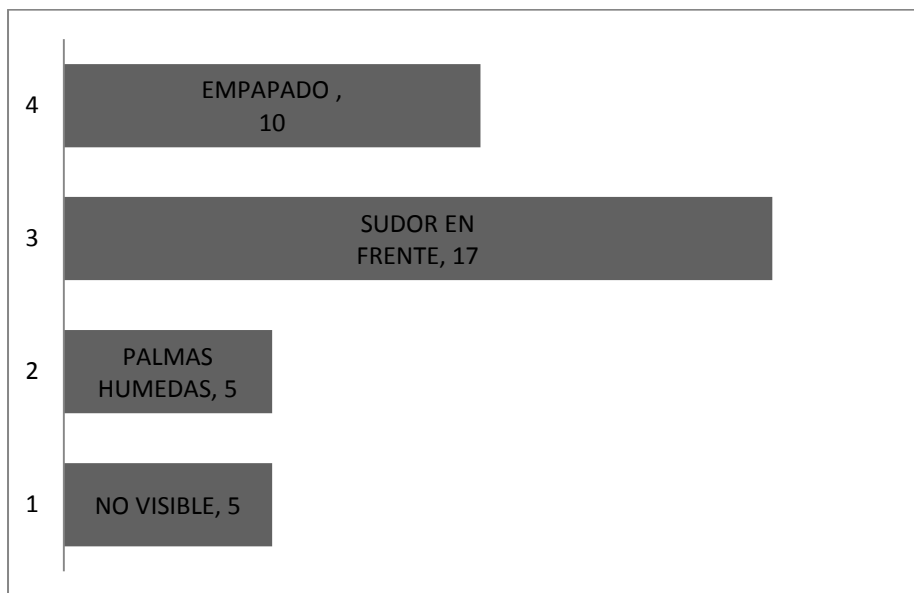 4
EMPAPADO ,
10
3
SUDOR EN
FRENTE, 17
2
PALMAS
HUMEDAS, 5
1
NO VISIBLE, 5